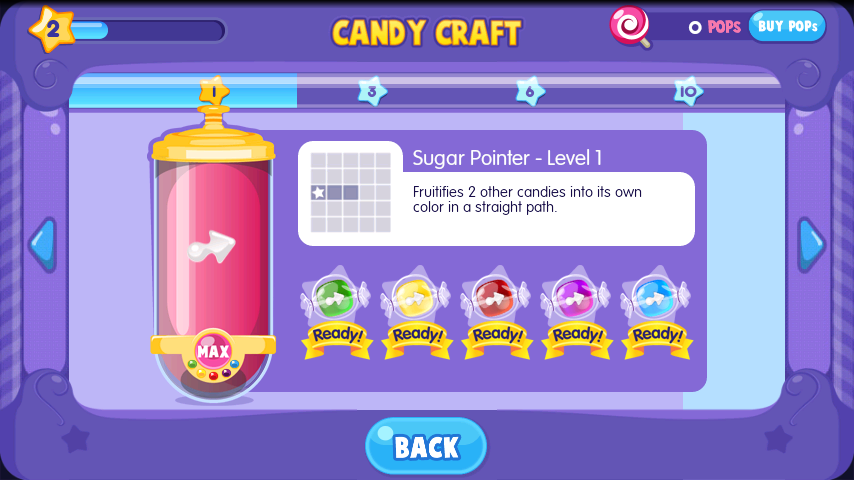 2
CANDY CRAFT
0 POPS
BUY POPS
1
3
6
10
Sugar Pointer - Level 1
Fruitifies 2 other candies into its own
color in a straight path.
MAX
Ready!
Ready!
Ready!
Ready!
Ready!
BACK